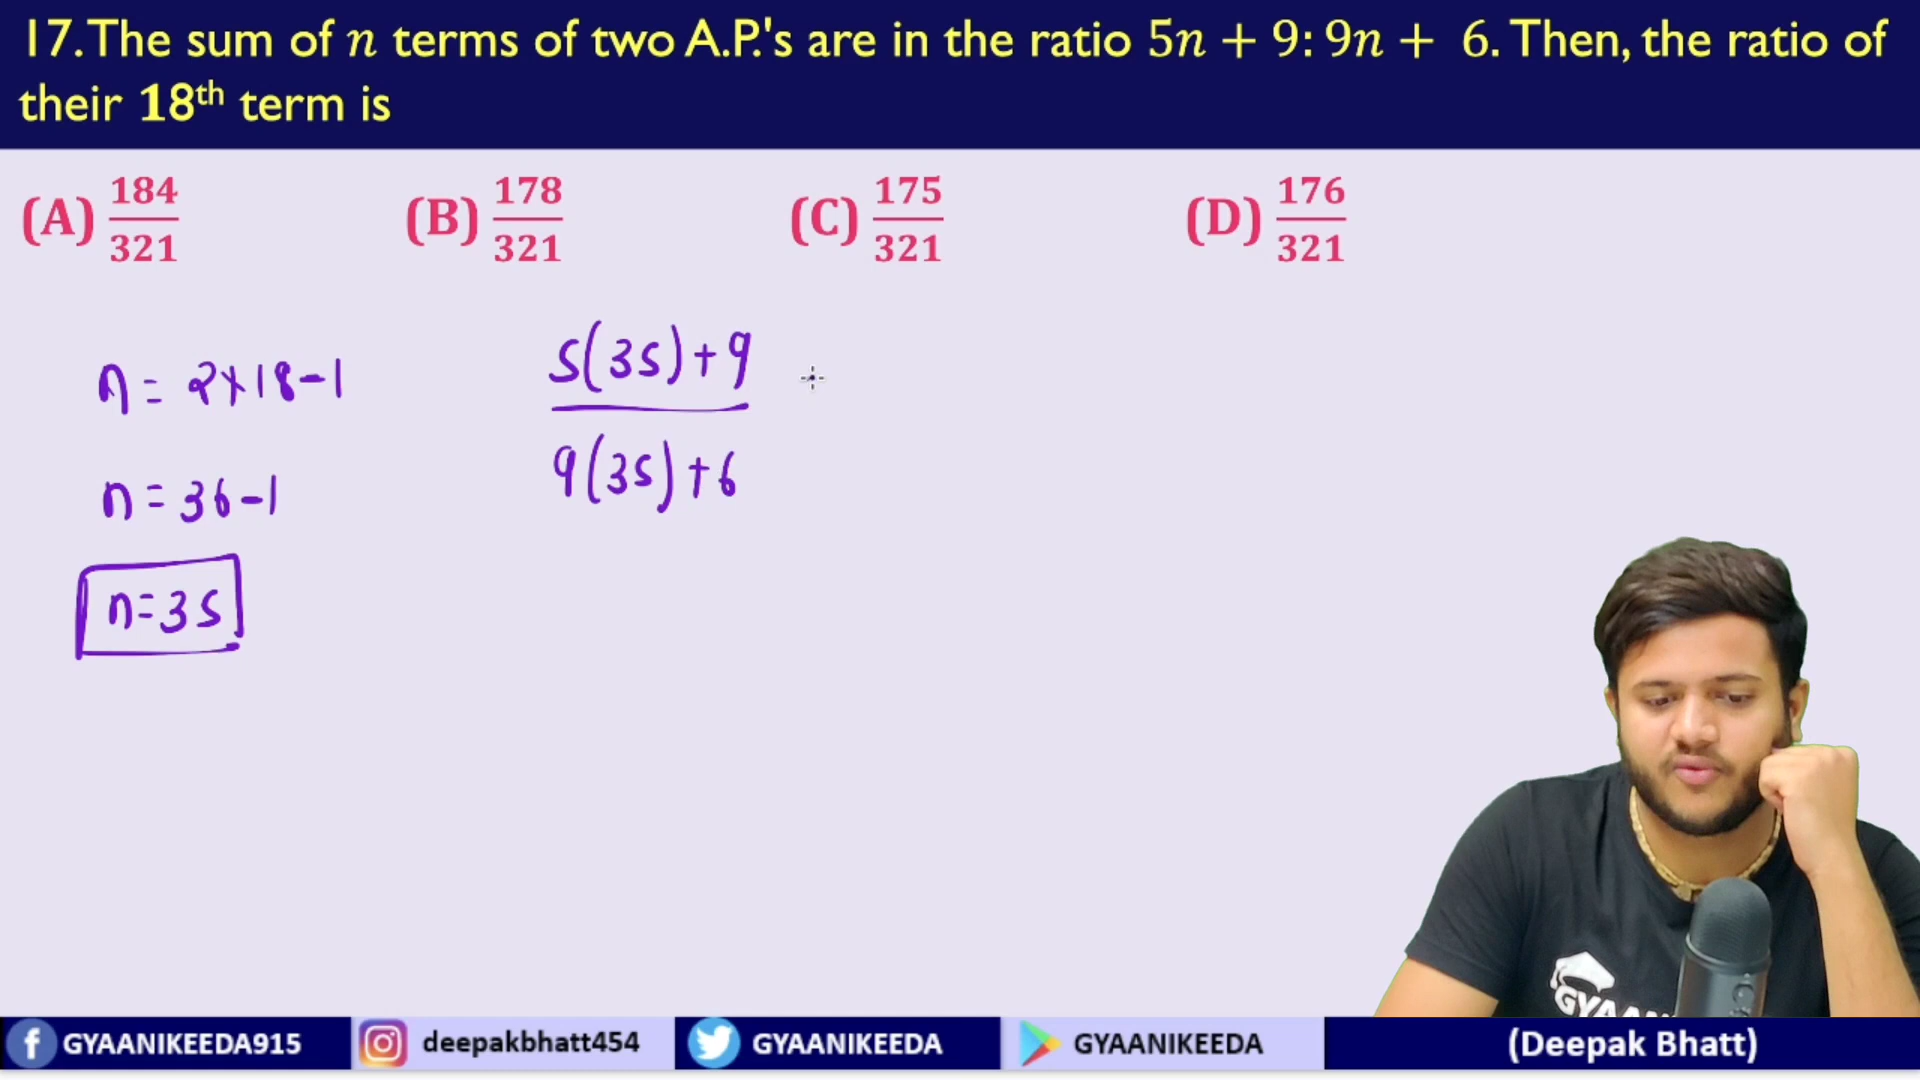 17. The sum of n terms of two A.P.'s are in the ratio 5n + 9: 9n + 6. Then, the ratio of
their 18th term is
(A) 184/321 (B) 178/321 (C) 175/321 (D) 176/321
n = 2×18-1
n = 36-1
n=35
5(35)+9
9(35)+6
GYAANI
GYAANIKEEDA915 deepakbhatt454 GYAANIKEEDA GYAANIKEEDA (Deepak Bhatt)